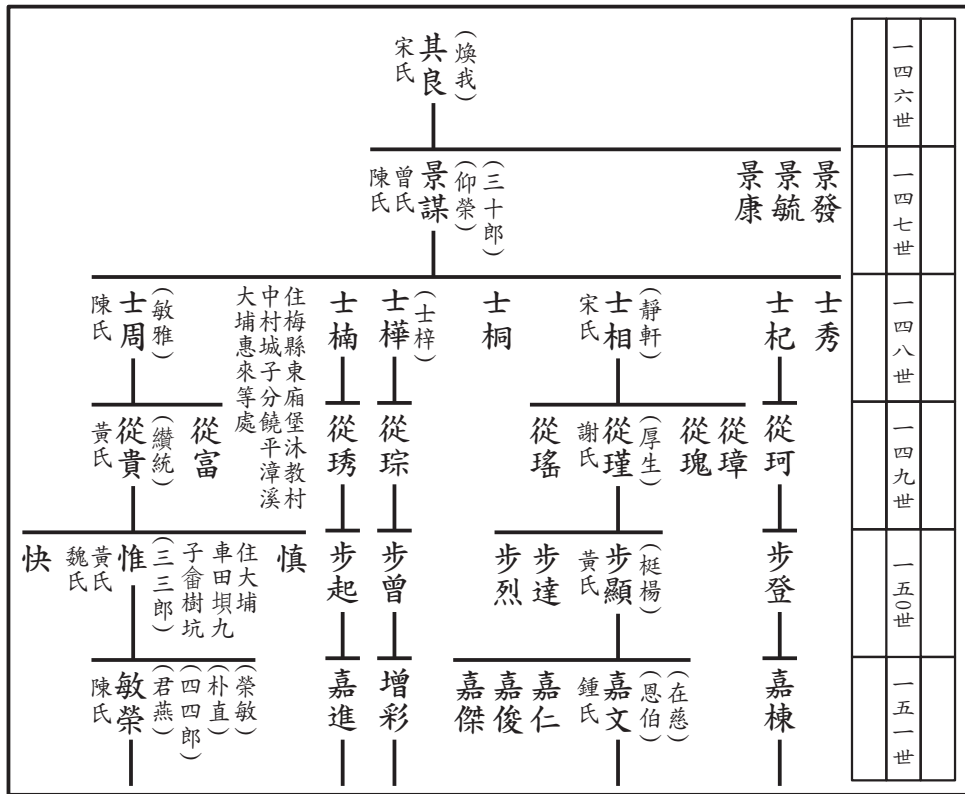 一四六世
(煥我)
其良
宋氏
一四七世
景發
景毓
景康
(三十郎)
(仰榮)
景謀
曾氏
陳氏
一四八世
士秀
士杞
(靜軒)
士相
宋氏
士桐
(士梓)
士樺
士楠
住梅縣東廂堡沐教村
中村城子分饒平漳溪
大埔惠來等處
(敏雅)
士周
陳氏
一四九世
從珂
從璋
從瑰
(厚生)
從瑾
謝氏
從瑤
從琮
從琇
從富
(纘統)
從貴
黃氏
一五○世
步登
(梃楊)
步顯
黃氏
步達
步烈
步曾
步起
慎
住大埔
車田垻九
子畲樹坑
(三三郎)
惟
黃氏
魏氏
快
一五一世
嘉棟
(在慈)
(恩伯)
嘉文
鍾氏
嘉仁
嘉俊
嘉傑
增彩
嘉進
(榮敏)
(朴直)
(四四郎)
(君燕)
敏榮
陳氏